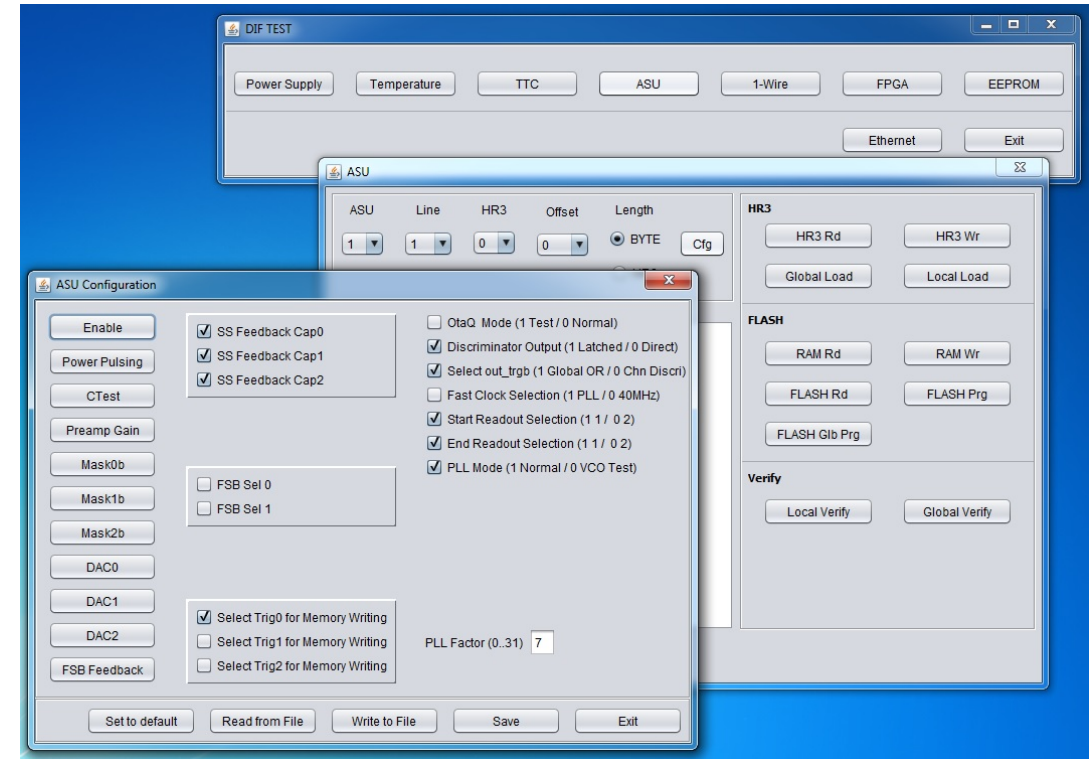 DIF TEST
Power Supply Temperature TTC ASU 1-Wire FPGA EEPROM
Ethernet Exit
ASU
ASU Line HR3 Offset Length
1 1 0 0 BYTE Cfg
HR3
HR3 Rd HR3 Wr
Global Load Local Load
FLASH
RAM Rd RAM Wr
FLASH Rd FLASH Prg
FLASH Glb Prg
Verify
Local Verify Global Verify
ASU Configuration
Enable
Power Pulsing
CTest
Preamp Gain
Mask0b
Mask1b
Mask2b
DAC0
DAC1
DAC2
FSB Feedback
SS Feedback Cap0
SS Feedback Cap1
SS Feedback Cap2
FSB Sel 0
FSB Sel 1
Select Trig0 for Memory Writing
Select Trig1 for Memory Writing
Select Trig2 for Memory Writing
OtaQ Mode (1 Test / 0 Normal)
Discriminator Output (1 Latched / 0 Direct)
Select out_trgb (1 Global OR / 0 Chn Discri)
Fast Clock Selection (1 PLL / 0 40MHz)
Start Readout Selection (1 1 / 0 2)
End Readout Selection (1 1 / 0 2)
PLL Mode (1 Normal / 0 VCO Test)
PLL Factor (0..31) 7
Set to default Read from File Write to File Save Exit